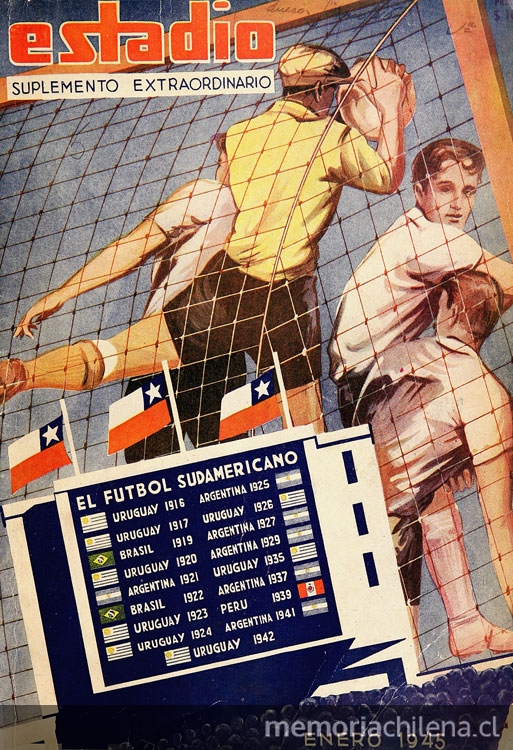 estadio
SUPLEMENTO EXTRAORDINARIO
EL FUTBOL SUDAMERICANO
URUGUAY 1916 ARGENTINA 1925
URUGUAY 1917 URUGUAY 1926
BRASIL 1919 ARGENTINA 1927
URUGUAY 1920 ARGENTINA 1929
ARGENTINA 1921 URUGUAY 1935
BRASIL 1922 ARGENTINA 1937
URUGUAY 1923 PERU 1939
URUGUAY 1924 ARGENTINA 1941
URUGUAY 1942
ENERO 1945
memoriachilena.cl